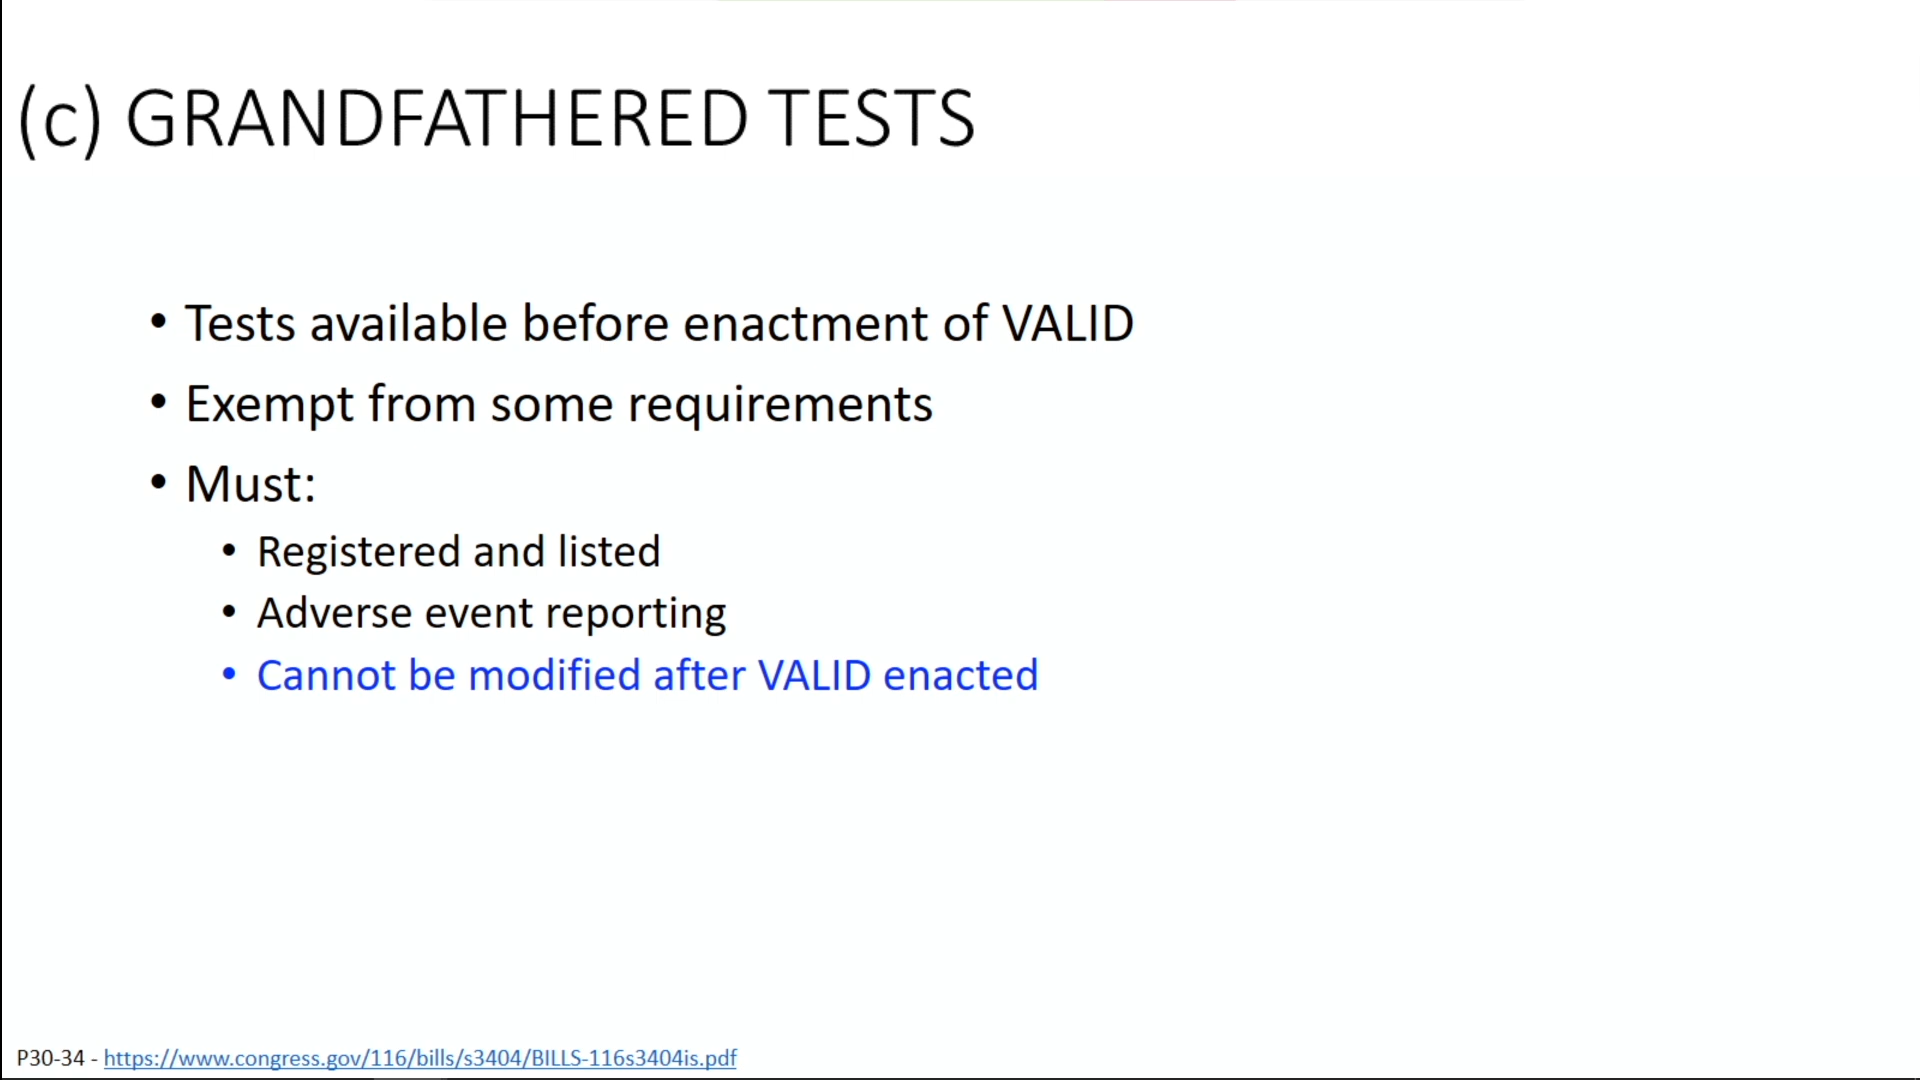 (c) GRANDFATHERED TESTS
• Tests available before enactment of VALID
• Exempt from some requirements
• Must:
• Registered and listed
• Adverse event reporting
• Cannot be modified after VALID enacted
P30-34 - https://www.congress.gov/116/bills/s3404/BILLS-116s3404is.pdf